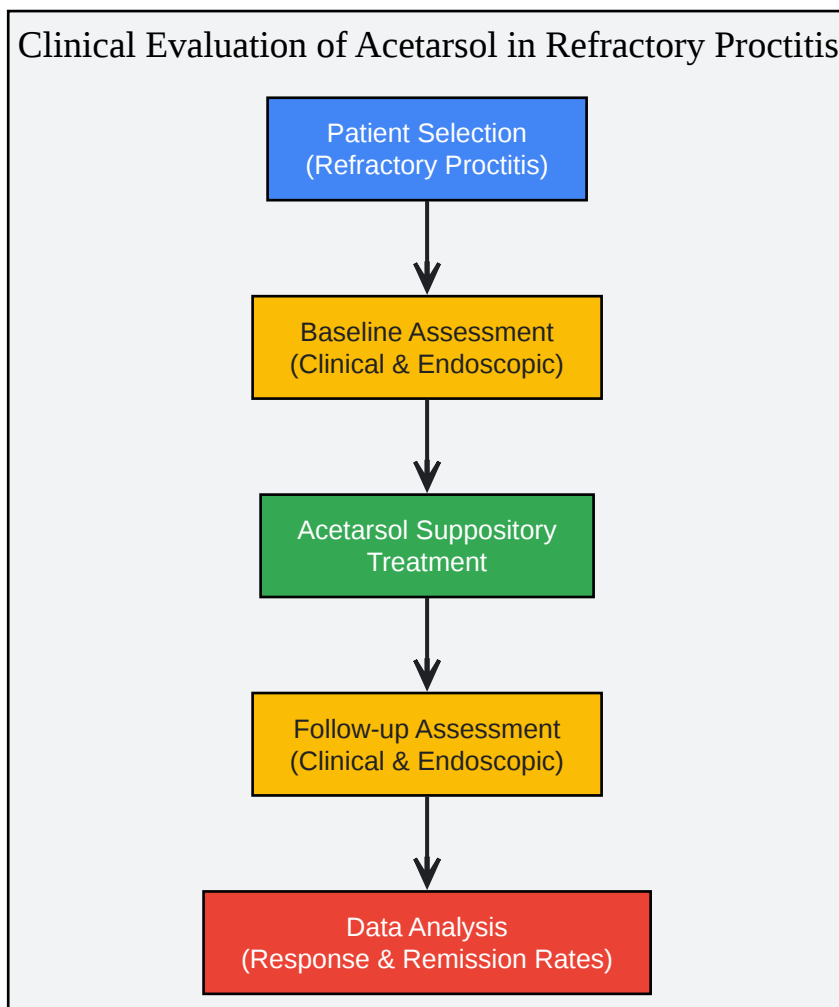 Clinical Evaluation of Acetarsol in Refractory Proctitis
Patient Selection
(Refractory Proctitis)
Baseline Assessment
(Clinical & Endoscopic)
Acetarsol Suppository
Treatment
Follow-up Assessment
(Clinical & Endoscopic)
Data Analysis
(Response & Remission Rates)